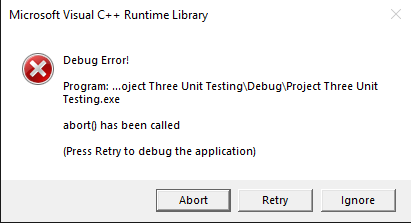 Microsoft Visual C++ Runtime Library
Debug Error!
Program: ...oject Three Unit Testing\Debug\Project Three Unit
Testing.exe
abort() has been called
(Press Retry to debug the application)
Abort Retry Ignore